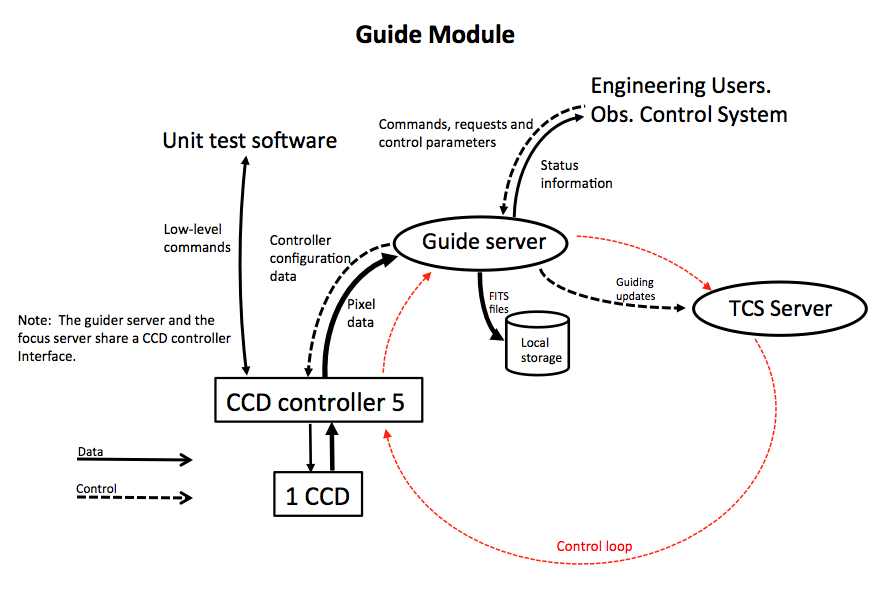 Guide Module
Engineering Users.
Obs. Control System
Commands, requests and
control parameters
Unit test software
Status
information
Low-level
commands
Controller
configuration
data
Guide server
Guiding
updates
TCS Server
FITS
files
Pixel
data
Local
storage
Note:  The guider server and the
focus server share a CCD controller
Interface.
CCD controller 5
Data
Control
1 CCD
Control loop